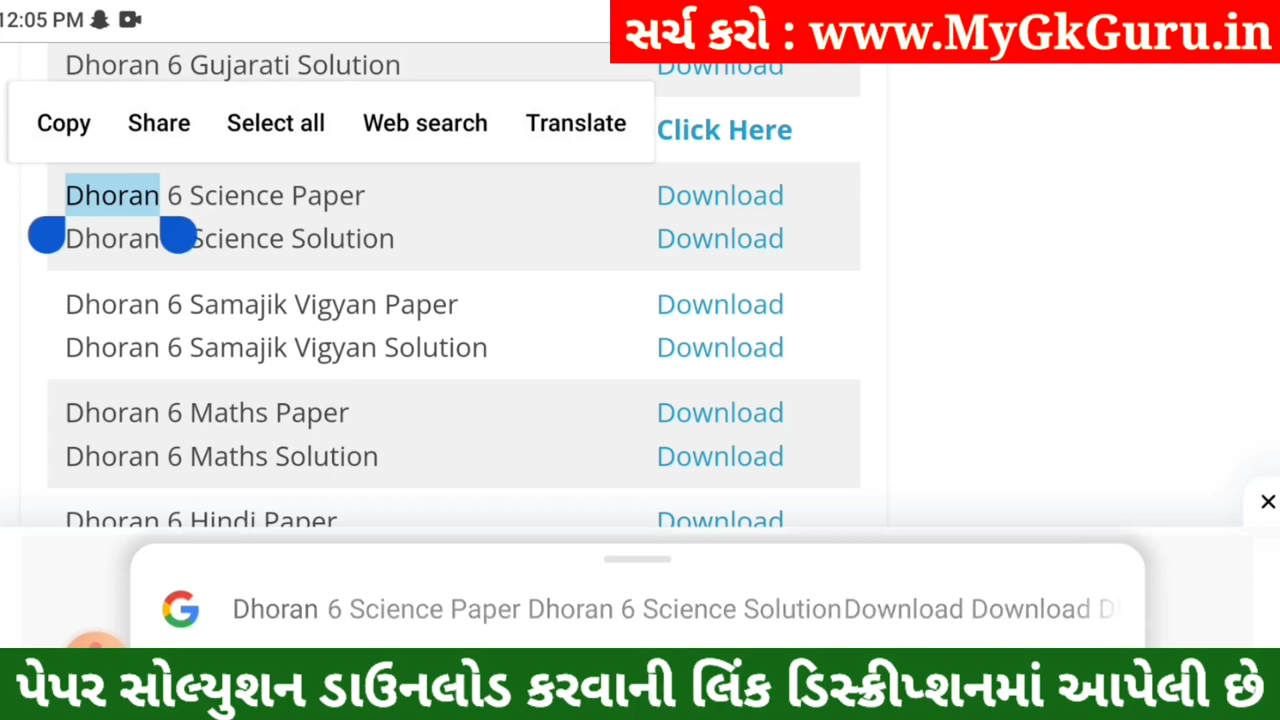 12:05 PM
સર્ચ કરો : www.MyGkGuru.in
Dhoran 6 Gujarati Solution Download
Copy Share Select all Web search Translate
Click Here
Dhoran 6 Science Paper Download
Dhoran Science Solution Download
Dhoran 6 Samajik Vigyan Paper Download
Dhoran 6 Samajik Vigyan Solution Download
Dhoran 6 Maths Paper Download
Dhoran 6 Maths Solution Download
Dhoran 6 Hindi Paper Download
Dhoran 6 Science Paper Dhoran 6 Science SolutionDownload Download D
પેપર સોલ્યુશન ડાઉનલોડ કરવાની લિંક ડિસ્ક્રીપ્શનમાં આપેલી છે